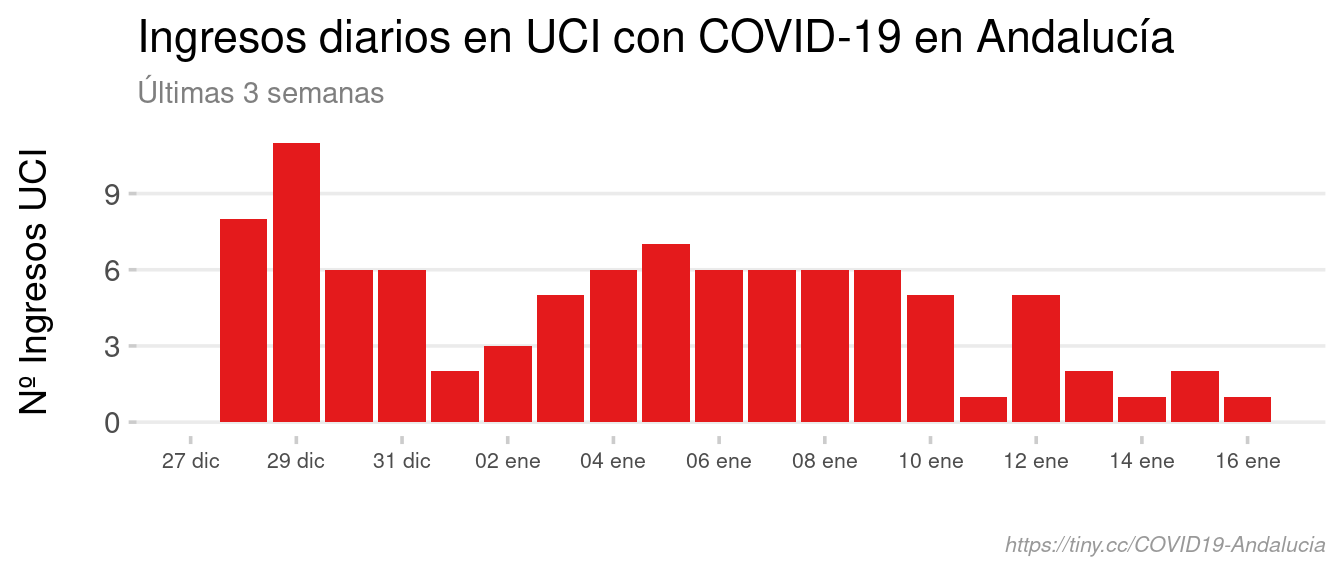 Ingresos diarios en UCI con COVID-19 en Andalucía
Últimas 3 semanas
Nº Ingresos UCI
9
6
3
0
27 dic 29 dic 31 dic 02 ene 04 ene 06 ene 08 ene 10 ene 12 ene 14 ene 16 ene
https://tiny.cc/COVID19-Andalucia